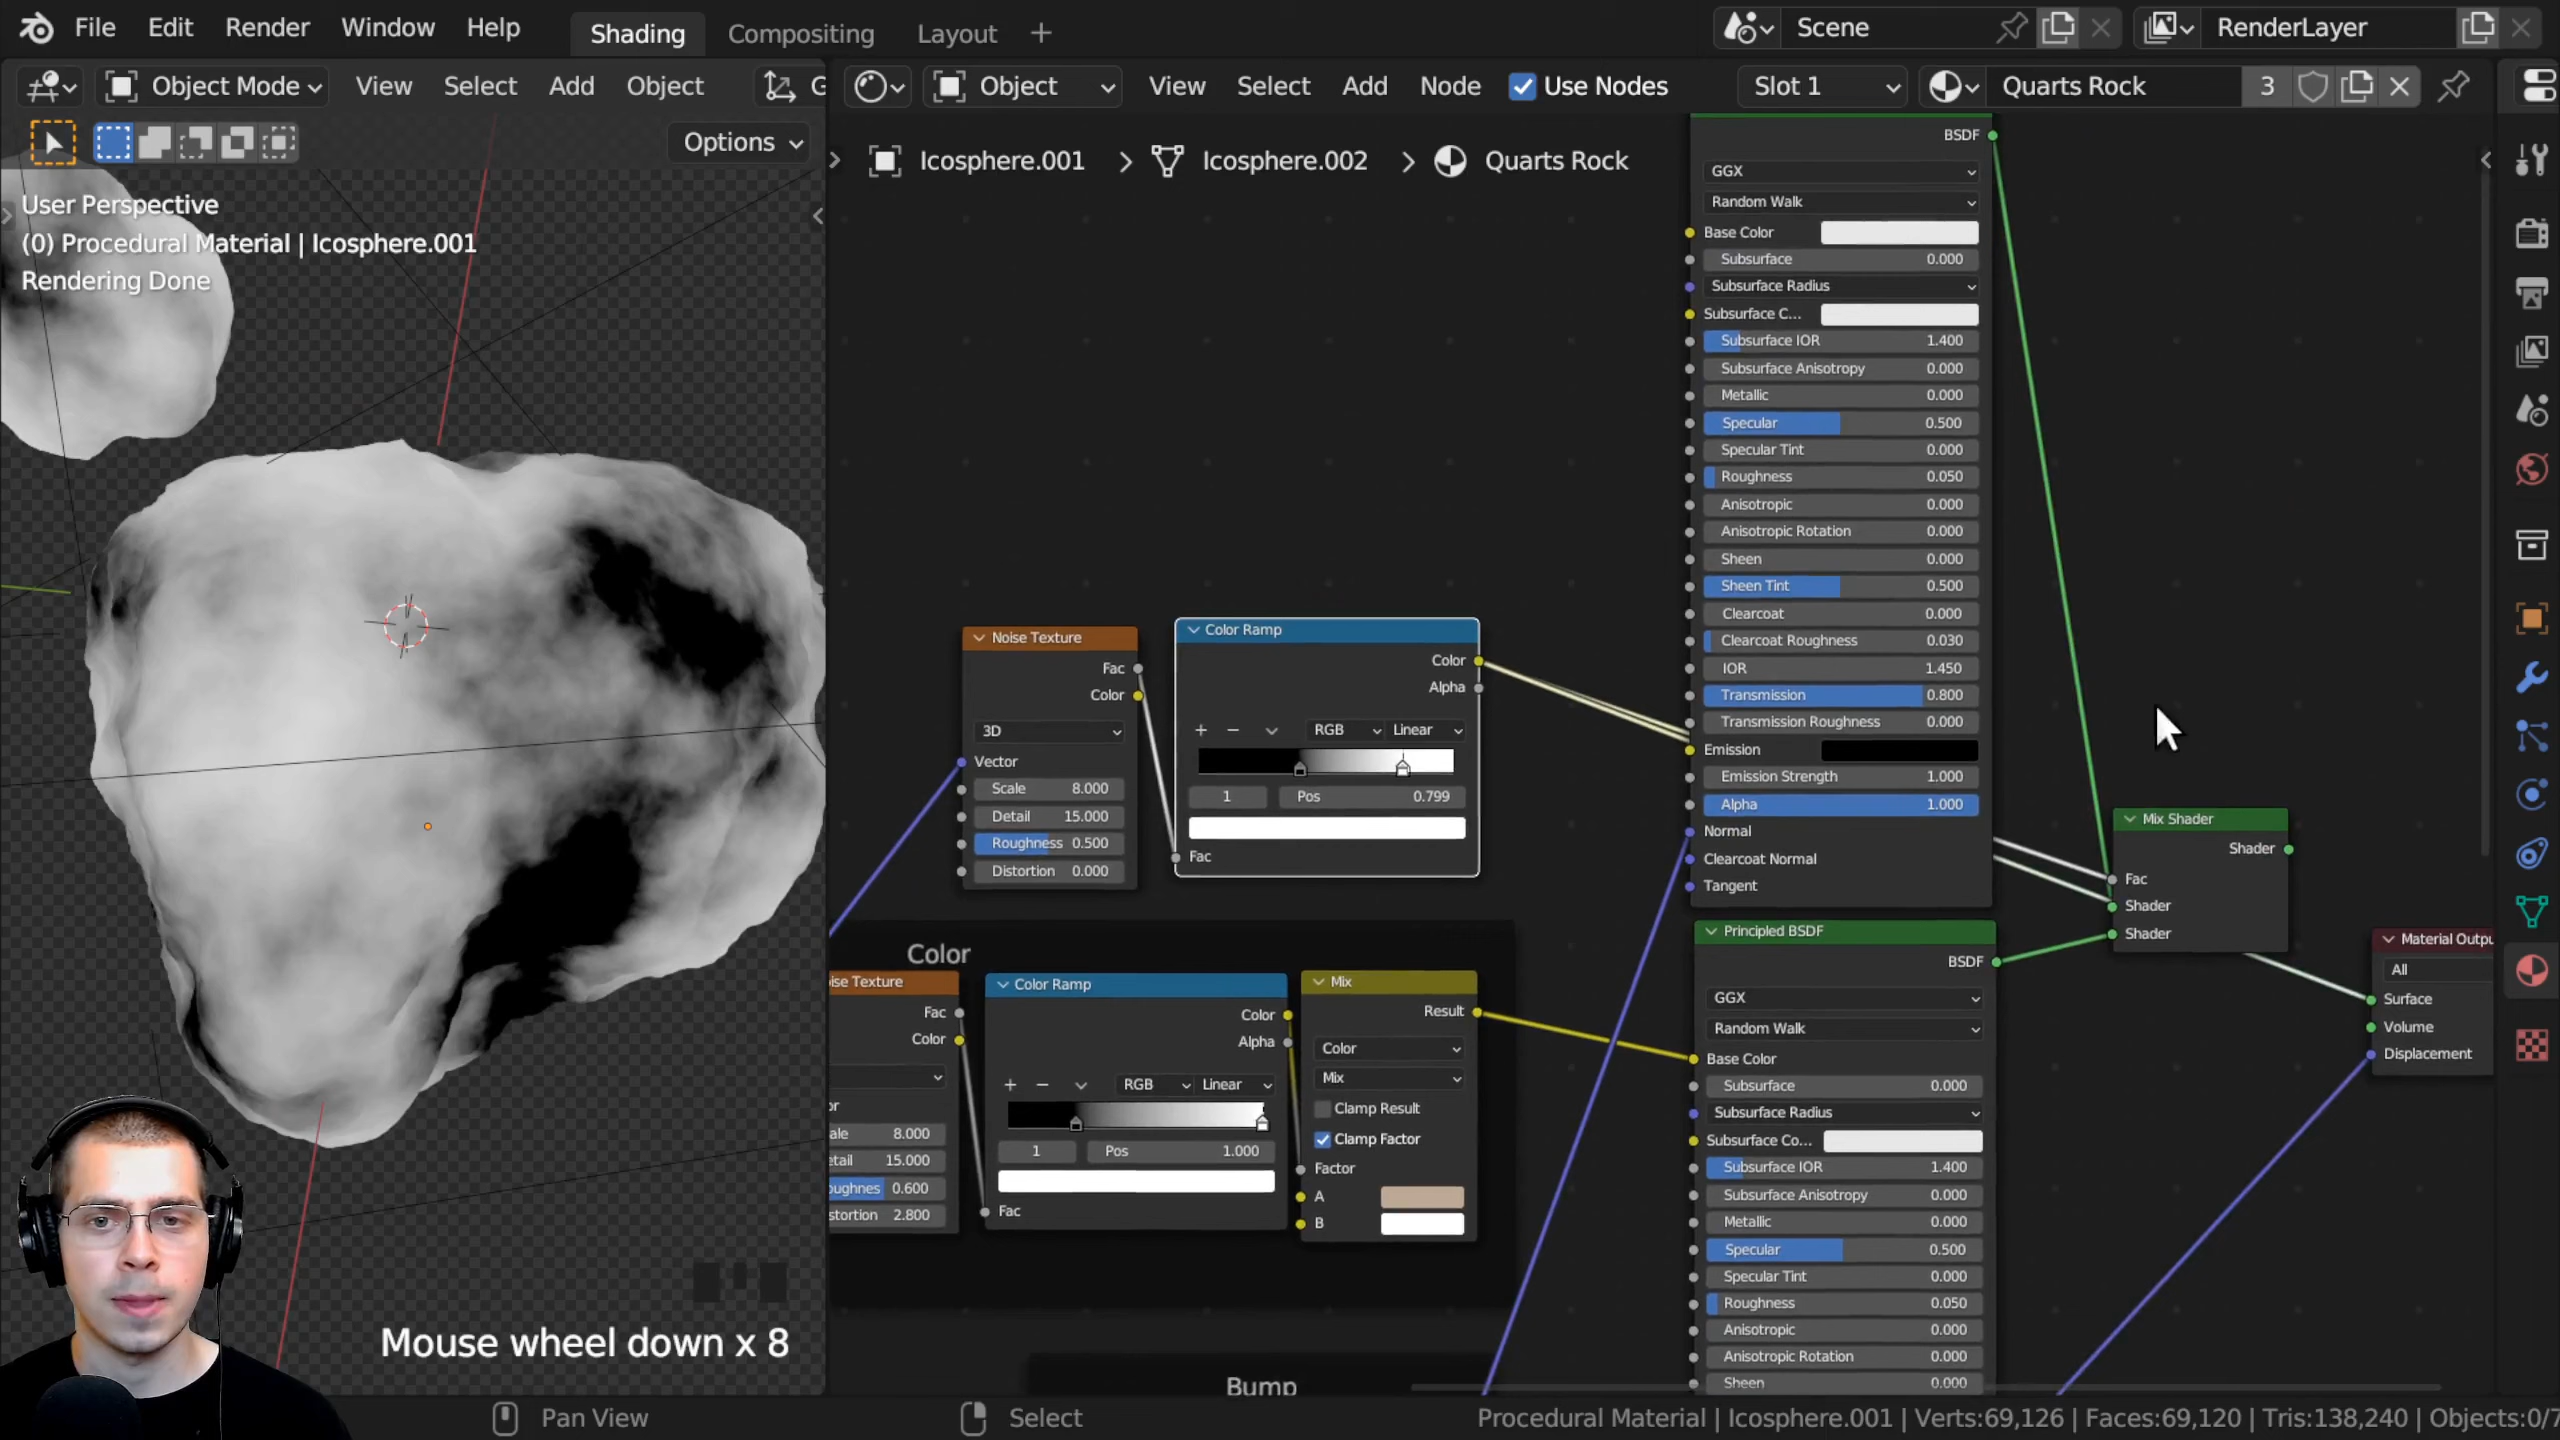 File Edit Render Window Help Shading Compositing Layout + Scene RenderLayer
Object Mode View Select Add Object G Object View Select Add Node Use Nodes Slot 1 Quarts Rock 3
Options
Icosphere.001 Icosphere.002 Quarts Rock
User Perspective
(0) Procedural Material | Icosphere.001
Rendering Done
BSDF
GGX
Random Walk
Base Color
Subsurface 0.000
Subsurface Radius
Subsurface C...
Subsurface IOR 1.400
Subsurface Anisotropy 0.000
Metallic 0.000
Specular 0.500
Specular Tint 0.000
Roughness 0.050
Anisotropic 0.000
Anisotropic Rotation 0.000
Sheen 0.000
Sheen Tint 0.500
Clearcoat 0.000
Clearcoat Roughness 0.030
IOR 1.450
Transmission 0.800
Transmission Roughness 0.000
Emission
Emission Strength 1.000
Alpha 1.000
Normal
Clearcoat Normal
Tangent
Noise Texture
Fac
Color
3D
Vector
Scale 8.000
Detail 15.000
Roughness 0.500
Distortion 0.000
Color Ramp
Color
Alpha
+ − RGB Linear
1 Pos 0.799
Fac
Mix Shader
Shader
Fac
Shader
Shader
Material Outpu
All
Surface
Volume
Displacement
Color
ise Texture
Fac
Color
or
ale 8.000
etail 15.000
oughnes 0.600
stortion 2.800
Color Ramp
Color
Alpha
+ − RGB Linear
1 Pos 1.000
Fac
Mix
Result
Color
Mix
Clamp Result
Clamp Factor
Factor
A
B
Principled BSDF
BSDF
GGX
Random Walk
Base Color
Subsurface 0.000
Subsurface Radius
Subsurface Co...
Subsurface IOR 1.400
Subsurface Anisotropy 0.000
Metallic 0.000
Specular 0.500
Specular Tint 0.000
Roughness 0.050
Anisotropic 0.000
Anisotropic Rotation 0.000
Sheen 0.000
Bump
Mouse wheel down x 8
Pan View Select Procedural Material | Icosphere.001 | Verts:69,126 | Faces:69,120 | Tris:138,240 | Objects:0/7